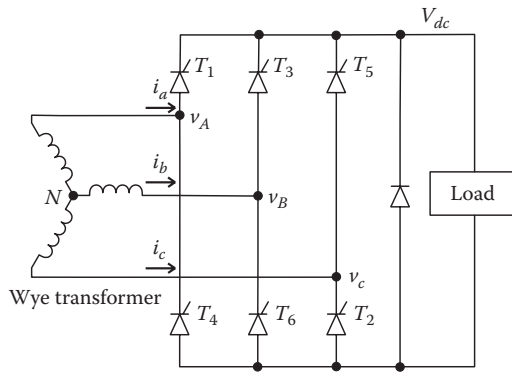 V_dc
T_1 T_3 T_5
i_a
v_A
i_b
N
v_B
Load
i_c
v_c
Wye transformer
T_4 T_6 T_2